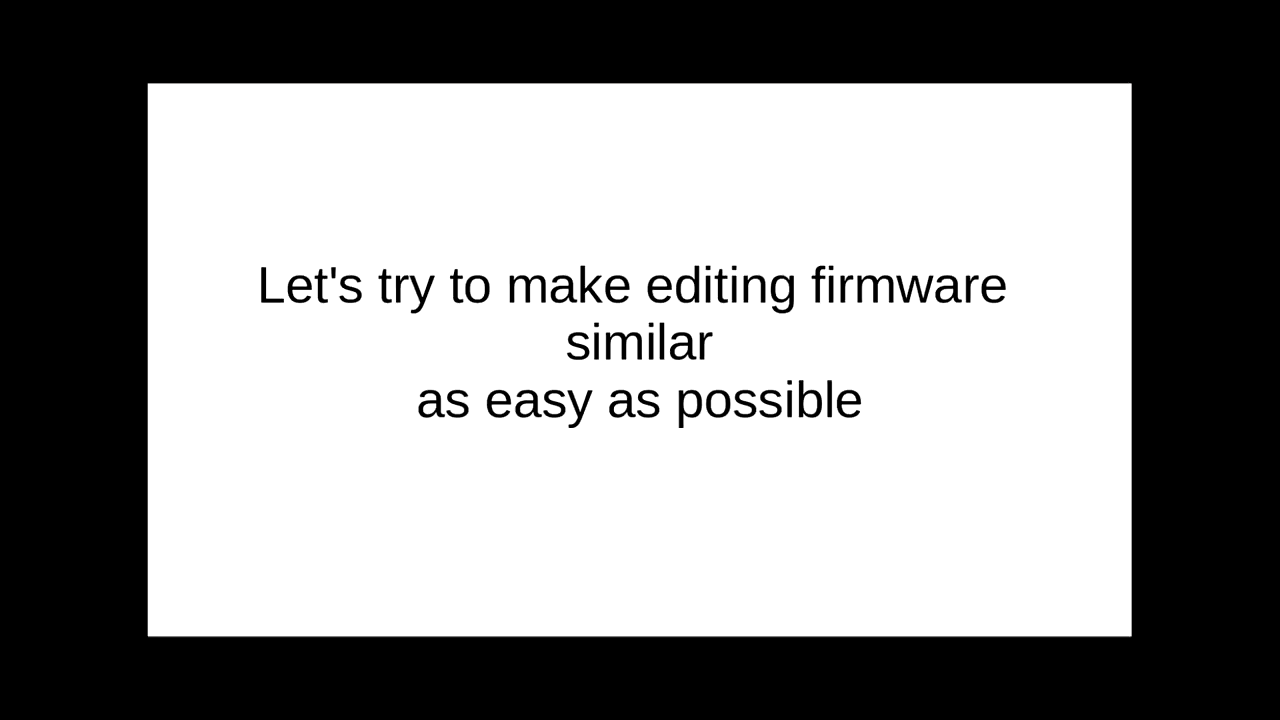 Let's try to make editing firmware
similar
as easy as possible